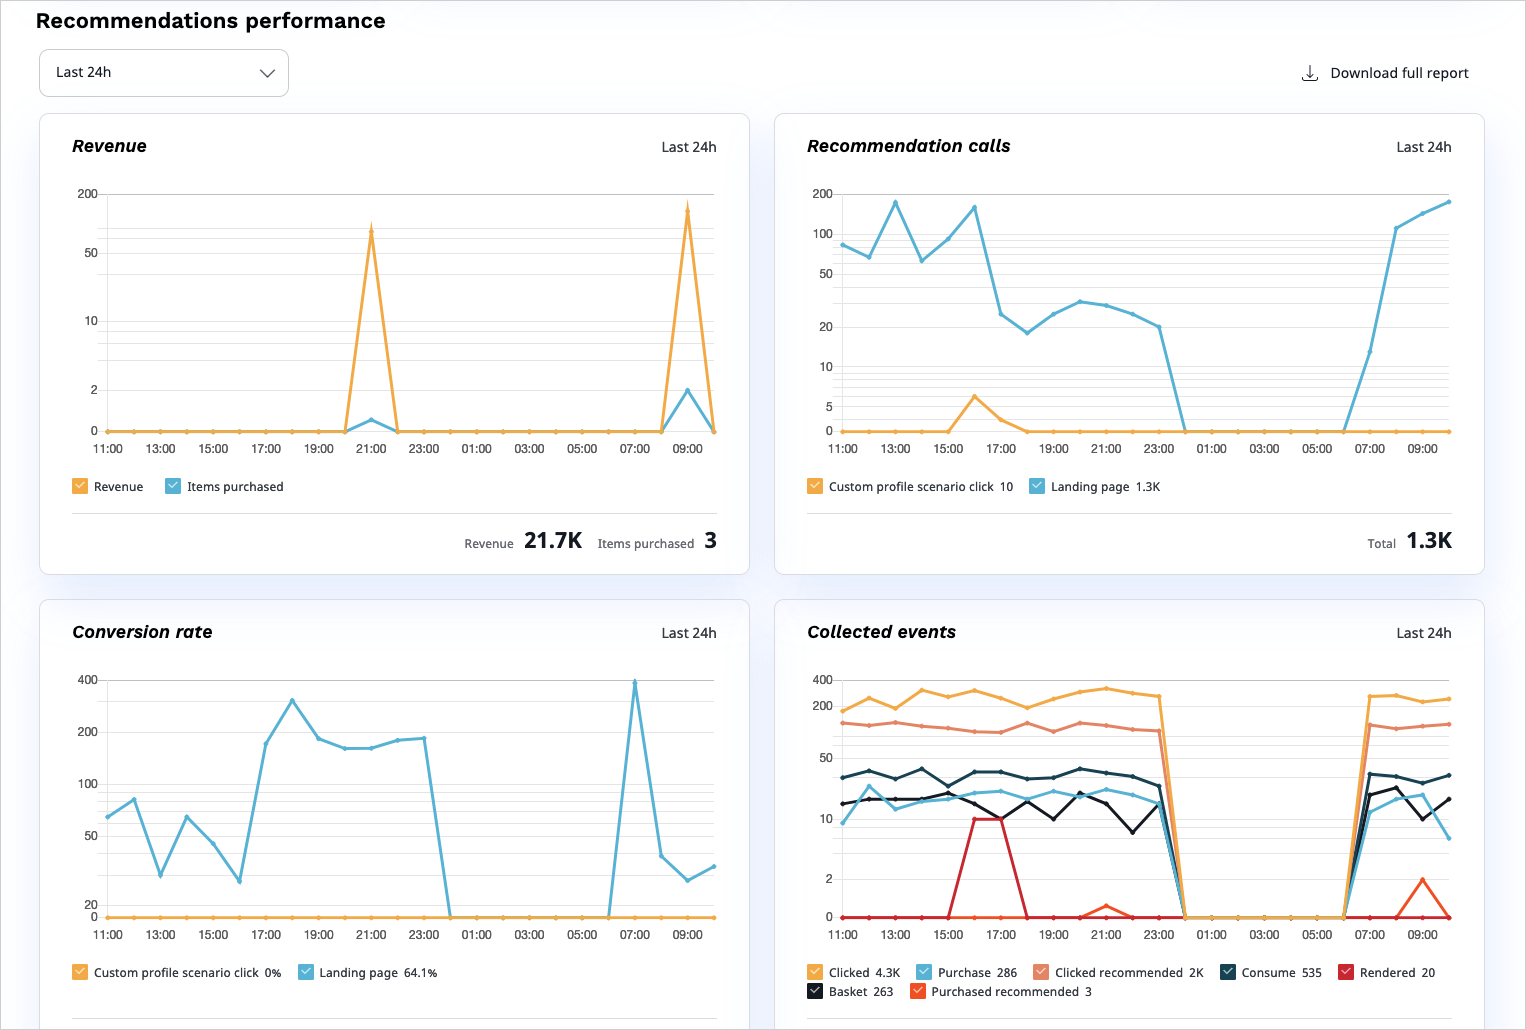 Recommendations performance
Last 24h
Download full report
Revenue
Last 24h
200
50
10
2
0
11:00 13:00 15:00 17:00 19:00 21:00 23:00 01:00 03:00 05:00 07:00 09:00
Revenue Items purchased
Revenue 21.7K Items purchased 3
Recommendation calls
Last 24h
200
100
50
20
10
5
0
11:00 13:00 15:00 17:00 19:00 21:00 23:00 01:00 03:00 05:00 07:00 09:00
Custom profile scenario click 10 Landing page 1.3K
Total 1.3K
Conversion rate
Last 24h
400
200
100
50
20
0
11:00 13:00 15:00 17:00 19:00 21:00 23:00 01:00 03:00 05:00 07:00 09:00
Custom profile scenario click 0% Landing page 64.1%
Collected events
Last 24h
400
200
50
10
2
0
11:00 13:00 15:00 17:00 19:00 21:00 23:00 01:00 03:00 05:00 07:00 09:00
Clicked 4.3K Purchase 286 Clicked recommended 2K Consume 535 Rendered 20
Basket 263 Purchased recommended 3